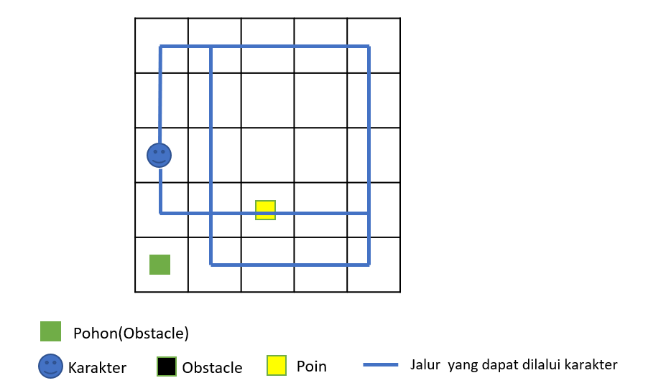 Pohon(Obstacle)
Karakter
Obstacle
Poin
Jalur yang dapat dilalui karakter